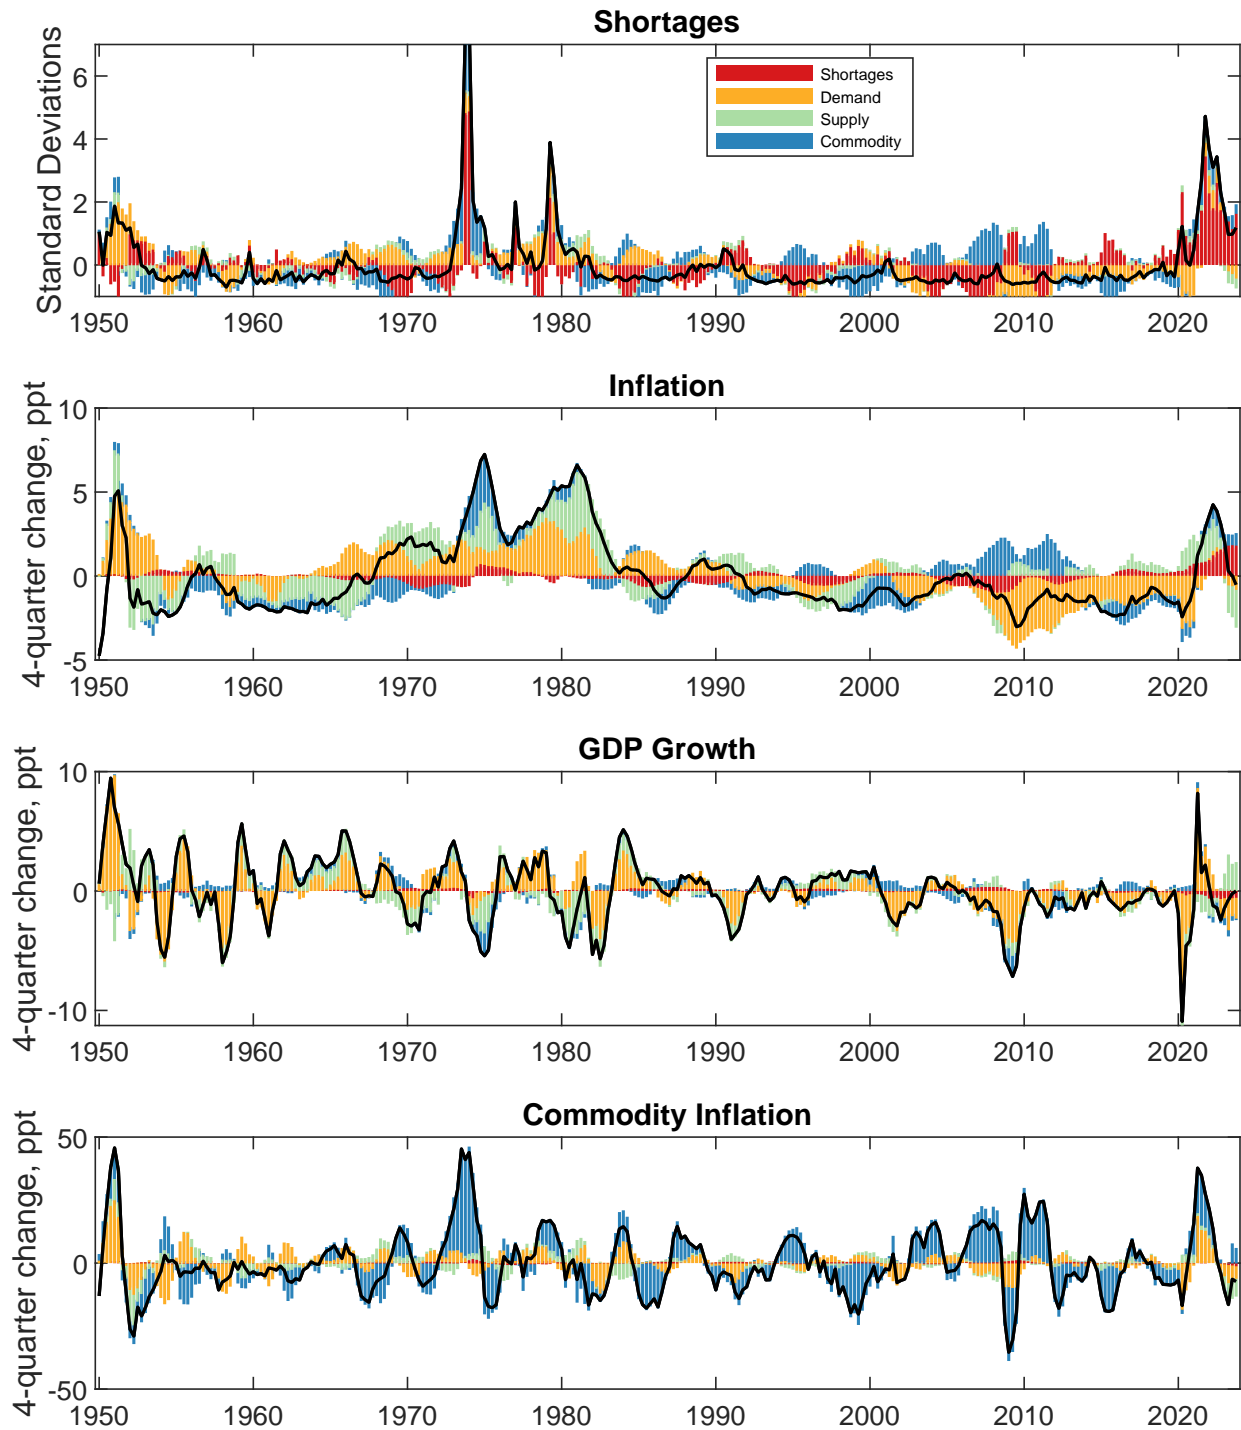 Shortages
Standard Deviations
6
4
2
0
Shortages
Demand
Supply
Commodity
1950 1960 1970 1980 1990 2000 2010 2020
Inflation
4-quarter change, ppt
10
5
0
-5
1950 1960 1970 1980 1990 2000 2010 2020
GDP Growth
4-quarter change, ppt
10
0
-10
1950 1960 1970 1980 1990 2000 2010 2020
Commodity Inflation
4-quarter change, ppt
50
0
-50
1950 1960 1970 1980 1990 2000 2010 2020